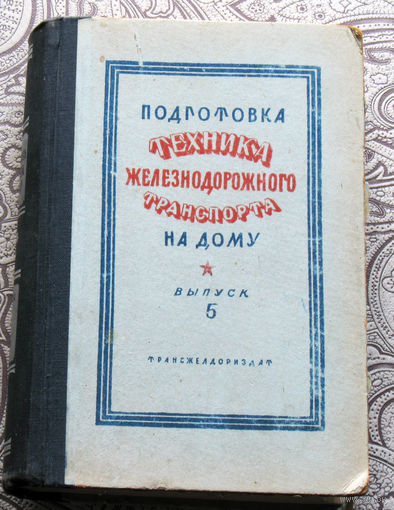 ПОДГОТОВКА
ТЕХНИКА
ЖЕЛЕЗНОДОРОЖНОГО
ТРАНСПОРТА
НА ДОМУ
ВЫПУСК
5
ТРАНСЖЕЛДОРИЗДАТ